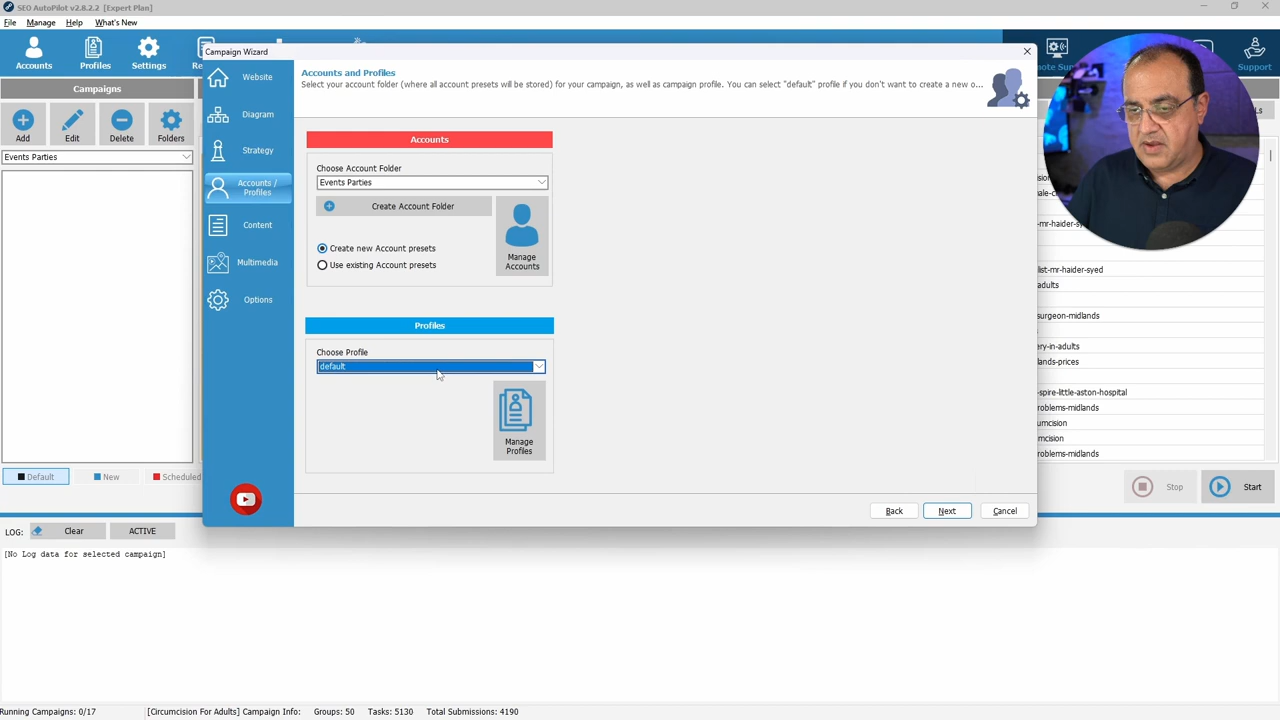 SEO AutoPilot v2.8.2.2 [Expert Plan]
File Manage Help What's New
Accounts
Profiles
Settings
Campaign Wizard
Support
Campaigns
Add
Edit
Delete
Folders
Events Parties
Default
New
Scheduled
Website
Diagram
Strategy
Accounts /
Profiles
Content
Multimedia
Options
Accounts and Profiles
Select your account folder (where all account presets will be stored) for your campaign, as well as campaign profile. You can select "default" profile if you don't want to create a new o...
Accounts
Choose Account Folder
Events Parties
Create Account Folder
Create new Account presets
Use existing Account presets
Manage
Accounts
Profiles
Choose Profile
default
Manage
Profiles
Back
Next
Cancel
list-mr-haider-syed
adults
surgeon-midlands
ery-in-adults
lands-prices
-spire-little-aston-hospital
roblems-midlands
cumcision
mcision
roblems-midlands
Stop
Start
LOG:
Clear
ACTIVE
[No Log data for selected campaign]
Running Campaigns: 0/17
[Circumcision For Adults] Campaign Info: Groups: 50 Tasks: 5130 Total Submissions: 4190